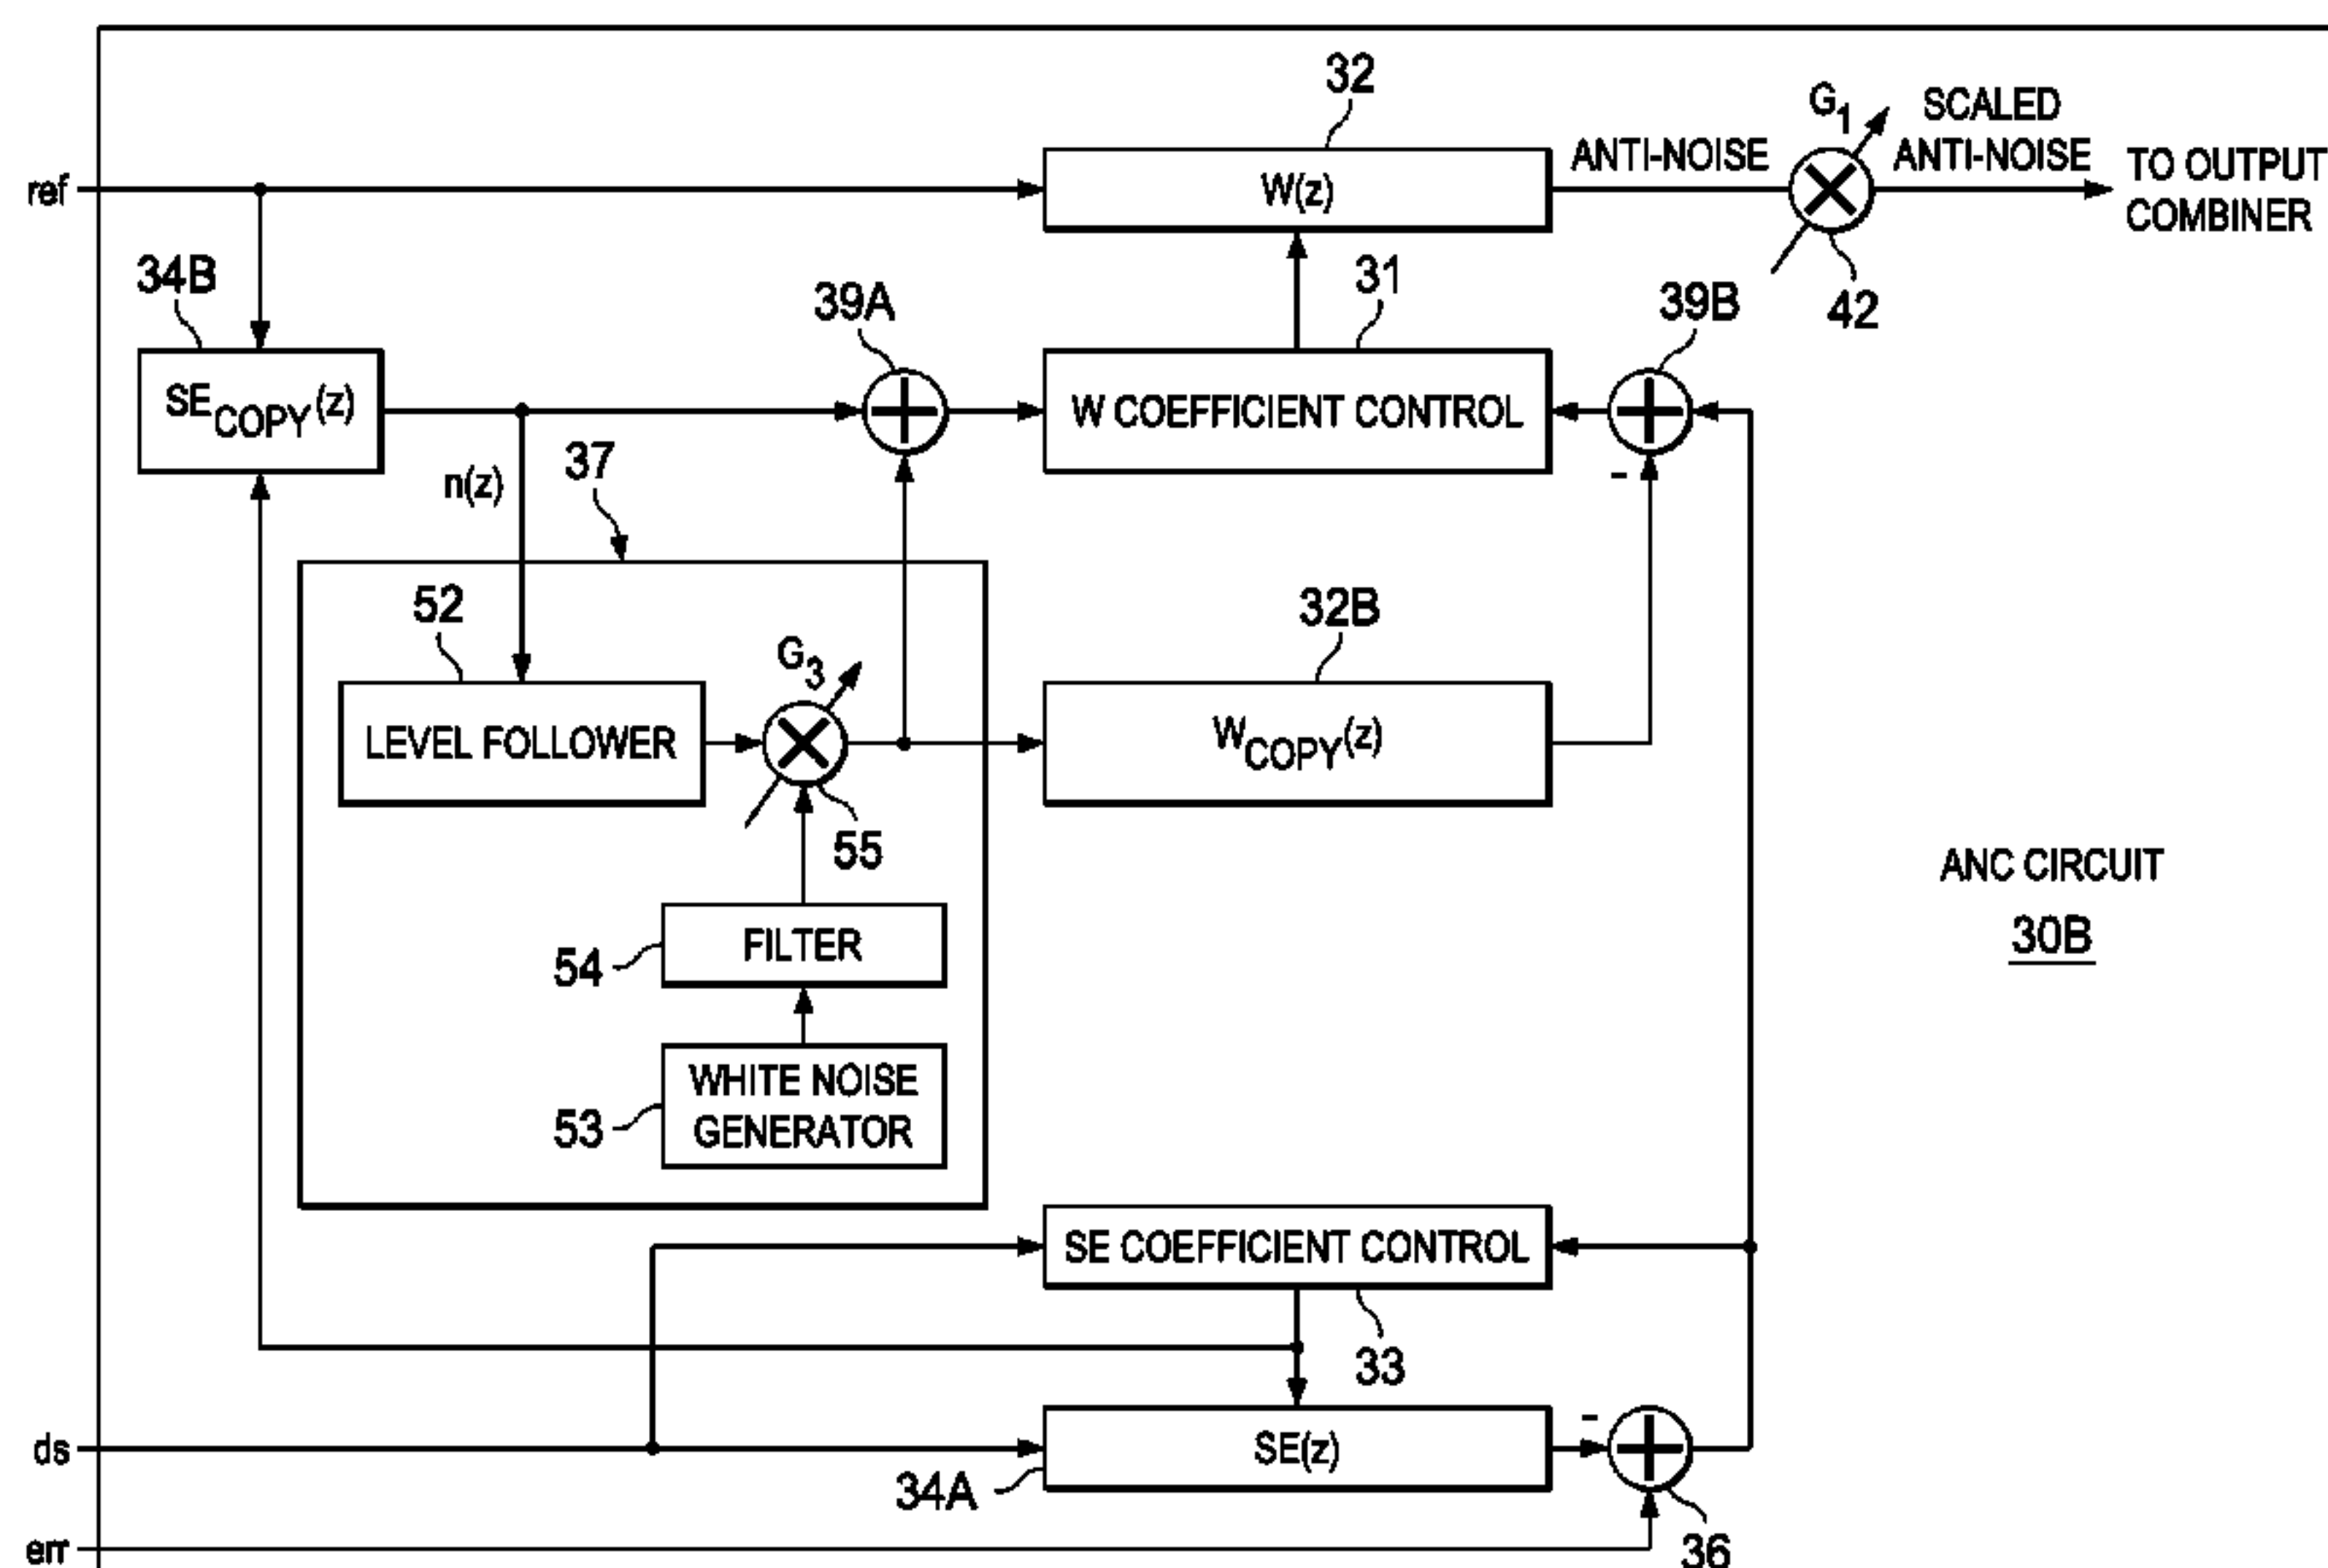 32
G1
SCALED
ANTI-NOISE
ANTI-NOISE
TO OUTPUT
COMBINER
ref
W(z)
34B
39A
31
39B
42
SECOPY(z)
W COEFFICIENT CONTROL
-
n(z)
37
52
G3
32B
LEVEL FOLLOWER
WCOPY(z)
55
ANC CIRCUIT
30B
FILTER
54
WHITE NOISE
GENERATOR
53
SE COEFFICIENT CONTROL
33
ds
SE(z)
-
34A
36
err